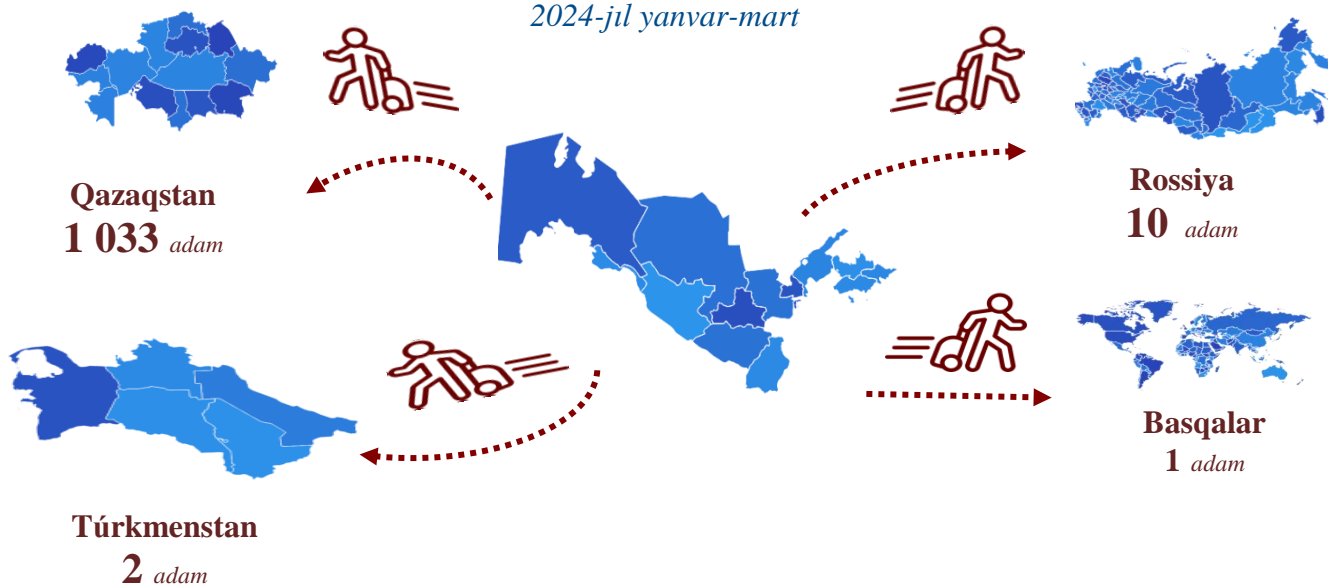 2024-jıl yanvar-mart
Qazaqstan
1 033 adam
Rossiya
10 adam
Túrkmenstan
2 adam
Basqalar
1 adam